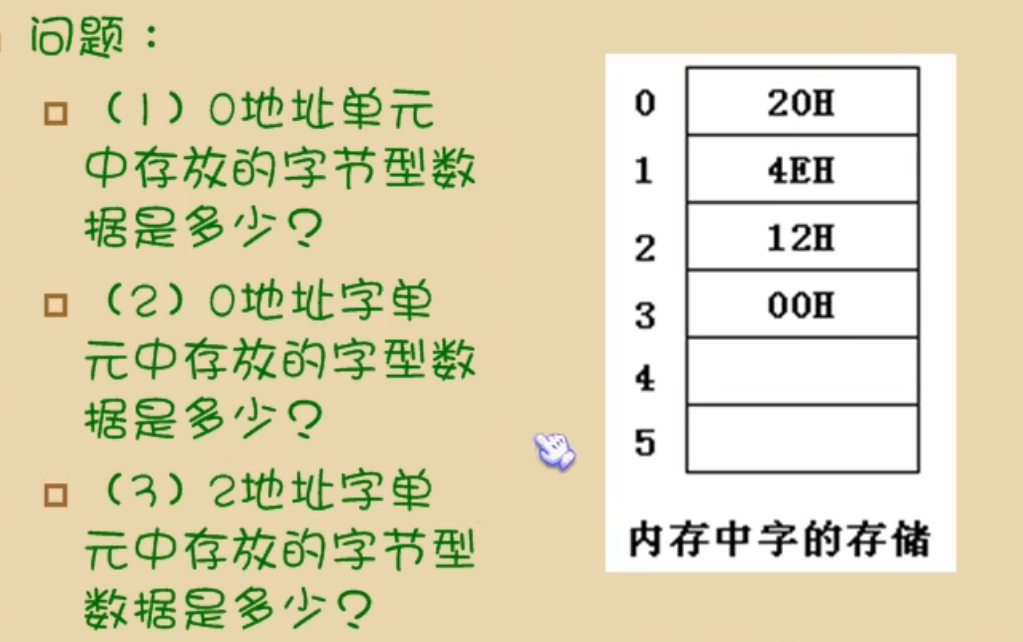 问题：
（1）0地址单元
中存放的字节型数
据是多少？
（2）0地址字单
元中存放的字型数
据是多少？
（3）2地址字单
元中存放的字节型
数据是多少？
0 20H
1 4EH
2 12H
3 00H
4
5
内存中字的存储